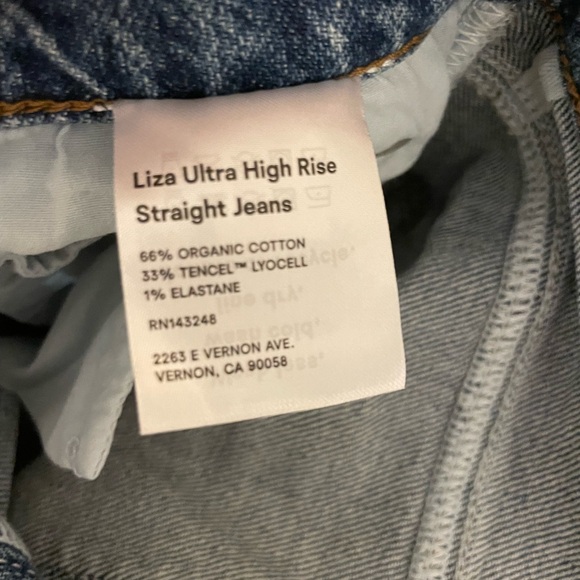 Liza Ultra High Rise
Straight Jeans
66% ORGANIC COTTON
33% TENCEL™ LYOCELL
1% ELASTANE
RN143248
2263 E VERNON AVE.
VERNON, CA 90058